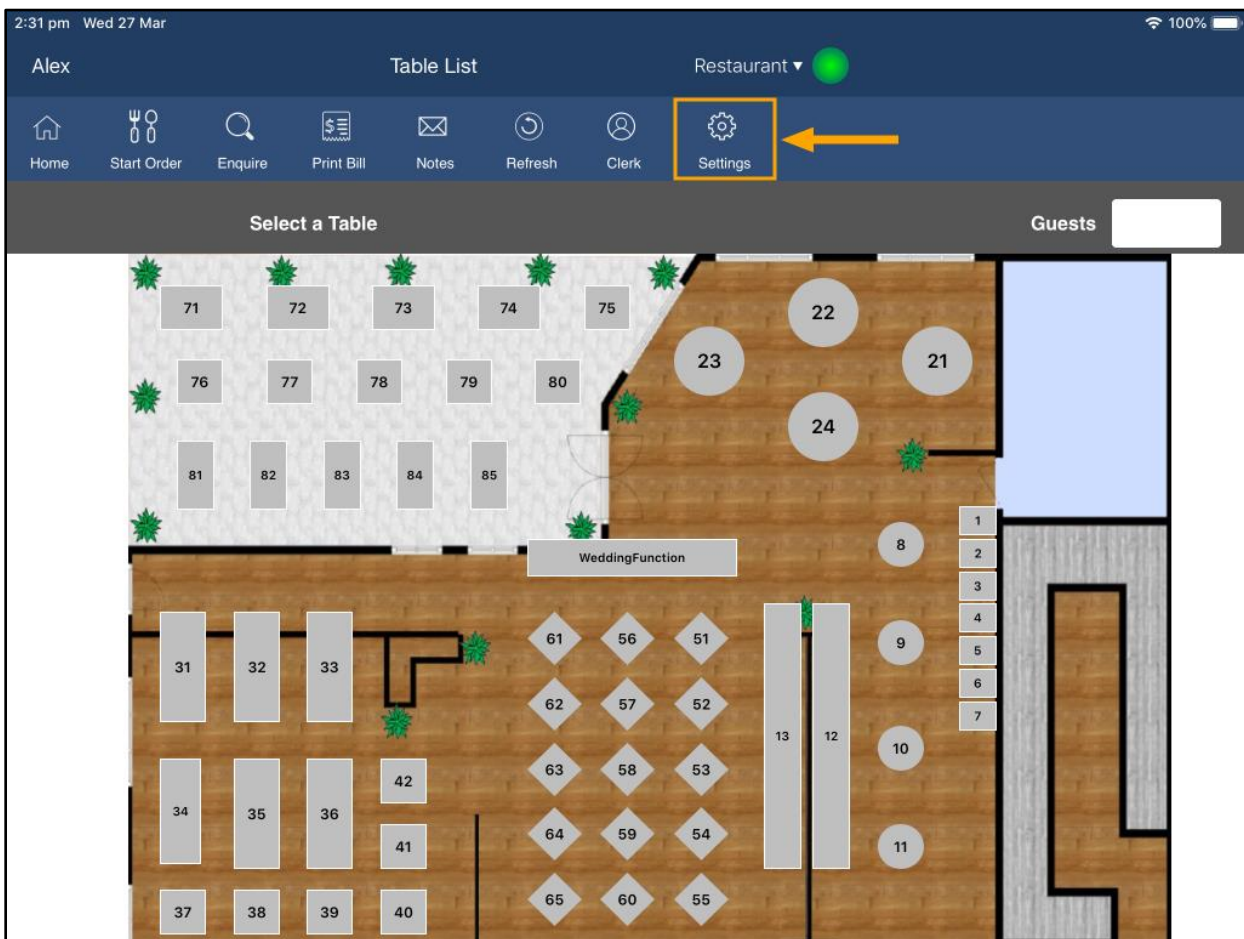 2:31 pm Wed 27 Mar 100%
Alex Table List Restaurant ▼
Home Start Order Enquire Print Bill Notes Refresh Clerk Settings
Select a Table Guests
71 72 73 74 75 22
23 21
76 77 78 79 80
24
81 82 83 84 85
1
8 2
WeddingFunction
3
4
61 56 51 9 5
31 32 33
6
62 57 52 7
13 12 10
63 58 53
42
34 35 36
64 59 54
41 11
65 60 55
37 38 39 40